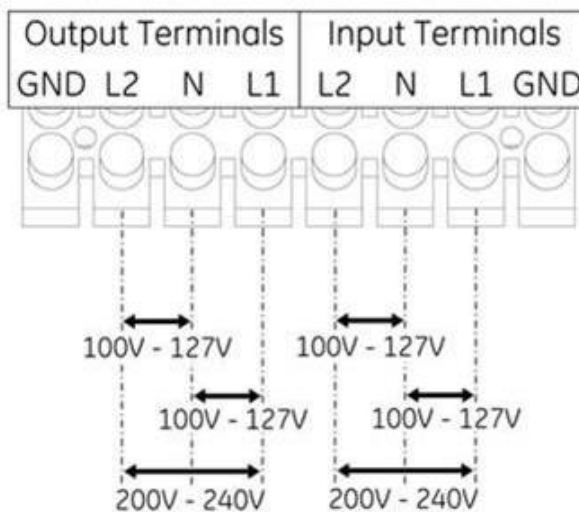 Output Terminals Input Terminals
GND L2 N L1 L2 N L1 GND
100V - 127V 100V - 127V
100V - 127V 100V - 127V
200V - 240V 200V - 240V